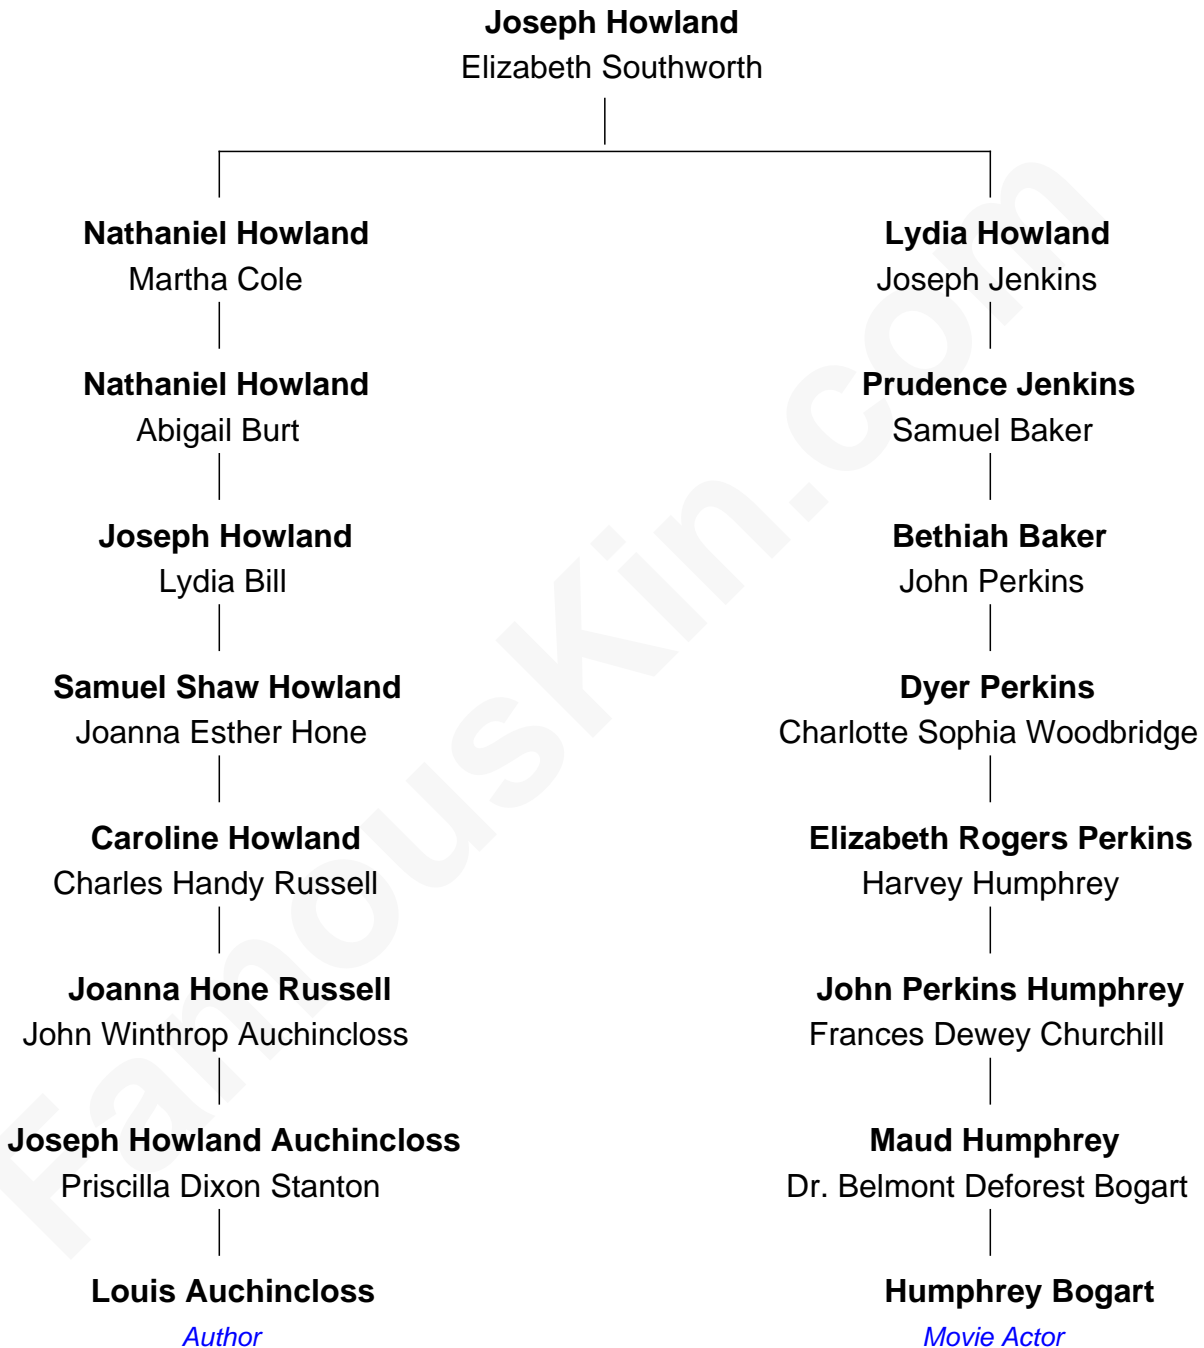 Joseph Howland
Elizabeth Southworth
Nathaniel Howland
Martha Cole
Nathaniel Howland
Abigail Burt
Joseph Howland
Lydia Bill
Samuel Shaw Howland
Joanna Esther Hone
Caroline Howland
Charles Handy Russell
Joanna Hone Russell
John Winthrop Auchincloss
Joseph Howland Auchincloss
Priscilla Dixon Stanton
Louis Auchincloss
Author
Lydia Howland
Joseph Jenkins
Prudence Jenkins
Samuel Baker
Bethiah Baker
John Perkins
Dyer Perkins
Charlotte Sophia Woodbridge
Elizabeth Rogers Perkins
Harvey Humphrey
John Perkins Humphrey
Frances Dewey Churchill
Maud Humphrey
Dr. Belmont Deforest Bogart
Humphrey Bogart
Movie Actor
FamousKin.com